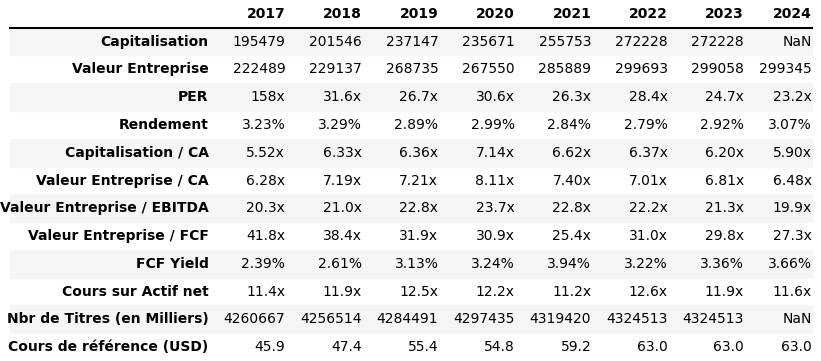 2017 2018 2019 2020 2021 2022 2023 2024
Capitalisation 195479 201546 237147 235671 255753 272228 272228 NaN
Valeur Entreprise 222489 229137 268735 267550 285889 299693 299058 299345
PER 158x 31.6x 26.7x 30.6x 26.3x 28.4x 24.7x 23.2x
Rendement 3.23% 3.29% 2.89% 2.99% 2.84% 2.79% 2.92% 3.07%
Capitalisation / CA 5.52x 6.33x 6.36x 7.14x 6.62x 6.37x 6.20x 5.90x
Valeur Entreprise / CA 6.28x 7.19x 7.21x 8.11x 7.40x 7.01x 6.81x 6.48x
Valeur Entreprise / EBITDA 20.3x 21.0x 22.8x 23.7x 22.8x 22.2x 21.3x 19.9x
Valeur Entreprise / FCF 41.8x 38.4x 31.9x 30.9x 25.4x 31.0x 29.8x 27.3x
FCF Yield 2.39% 2.61% 3.13% 3.24% 3.94% 3.22% 3.36% 3.66%
Cours sur Actif net 11.4x 11.9x 12.5x 12.2x 11.2x 12.6x 11.9x 11.6x
Nbr de Titres (en Milliers) 4260667 4256514 4284491 4297435 4319420 4324513 4324513 NaN
Cours de référence (USD) 45.9 47.4 55.4 54.8 59.2 63.0 63.0 63.0